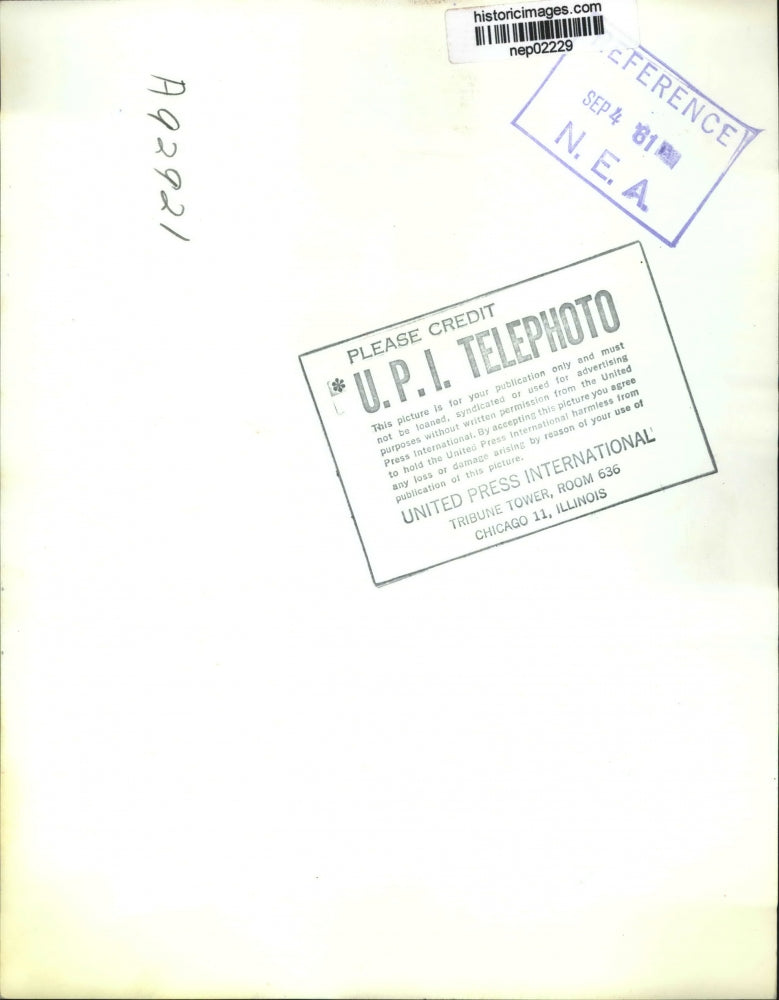 historicimages.com
nep02229
EFERENCE
SEP 4 '61
N. E. A.
A92921
PLEASE CREDIT
* U. P. I. TELEPHOTO
This picture is for your publication only and must
not be loaned, syndicated or used for advertising
purposes without written permission from the United
Press International. By accepting this picture you agree
to hold the United Press International harmless from
any loss or damage arising by reason of your use of
publication of this picture.
UNITED PRESS INTERNATIONAL
TRIBUNE TOWER, ROOM 636
CHICAGO 11, ILLINOIS